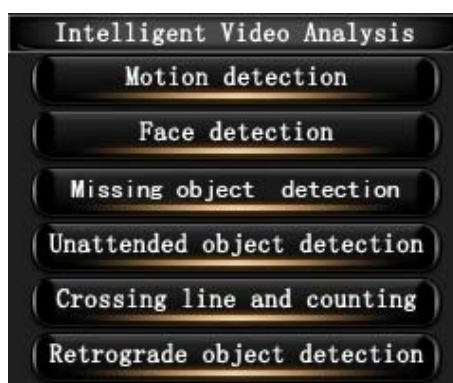 Intelligent Video Analysis
Motion detection
Face detection
Missing object detection
Unattended object detection
Crossing line and counting
Retrograde object detection